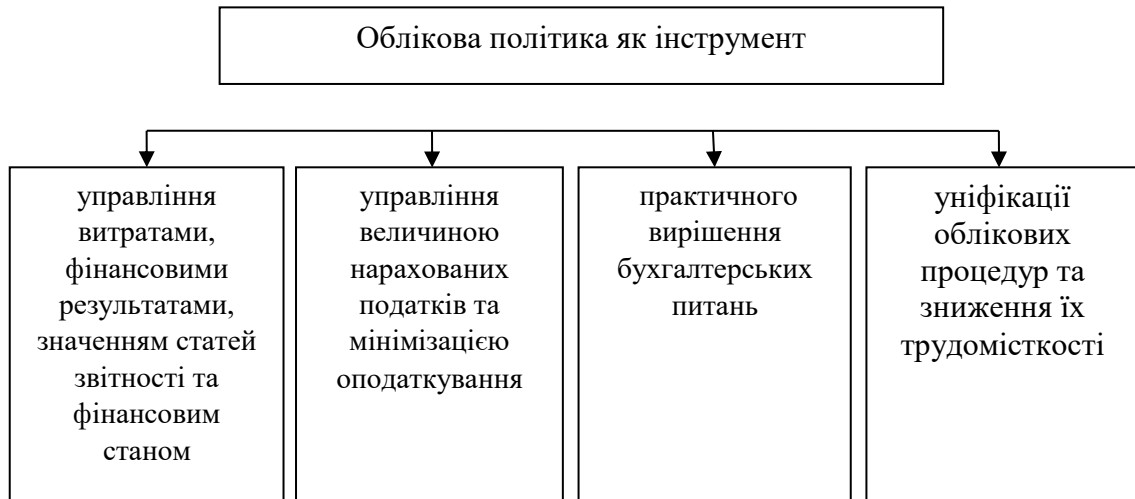 Облікова політика як інструмент
управління
витратами,
фінансовими
результатами,
значенням статей
звітності та
фінансовим
станом
управління
величиною
нарахованих
податків та
мінімізацією
оподаткування
практичного
вирішення
бухгалтерських
питань
уніфікації
облікових
процедур та
зниження їх
трудомісткості